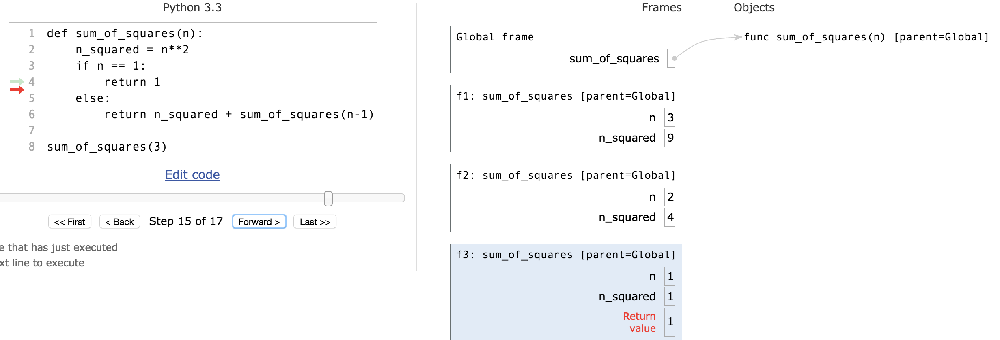 Python 3.3
1 def sum_of_squares(n):
2 n_squared = n**2
3 if n == 1:
4 return 1
5 else:
6 return n_squared + sum_of_squares(n-1)
7
8 sum_of_squares(3)
Edit code
<< First < Back Step 15 of 17 Forward > Last >>
e that has just executed
xt line to execute
Frames Objects
Global frame
sum_of_squares
func sum_of_squares(n) [parent=Global]
f1: sum_of_squares [parent=Global]
n 3
n_squared 9
f2: sum_of_squares [parent=Global]
n 2
n_squared 4
f3: sum_of_squares [parent=Global]
n 1
n_squared 1
Return
value 1